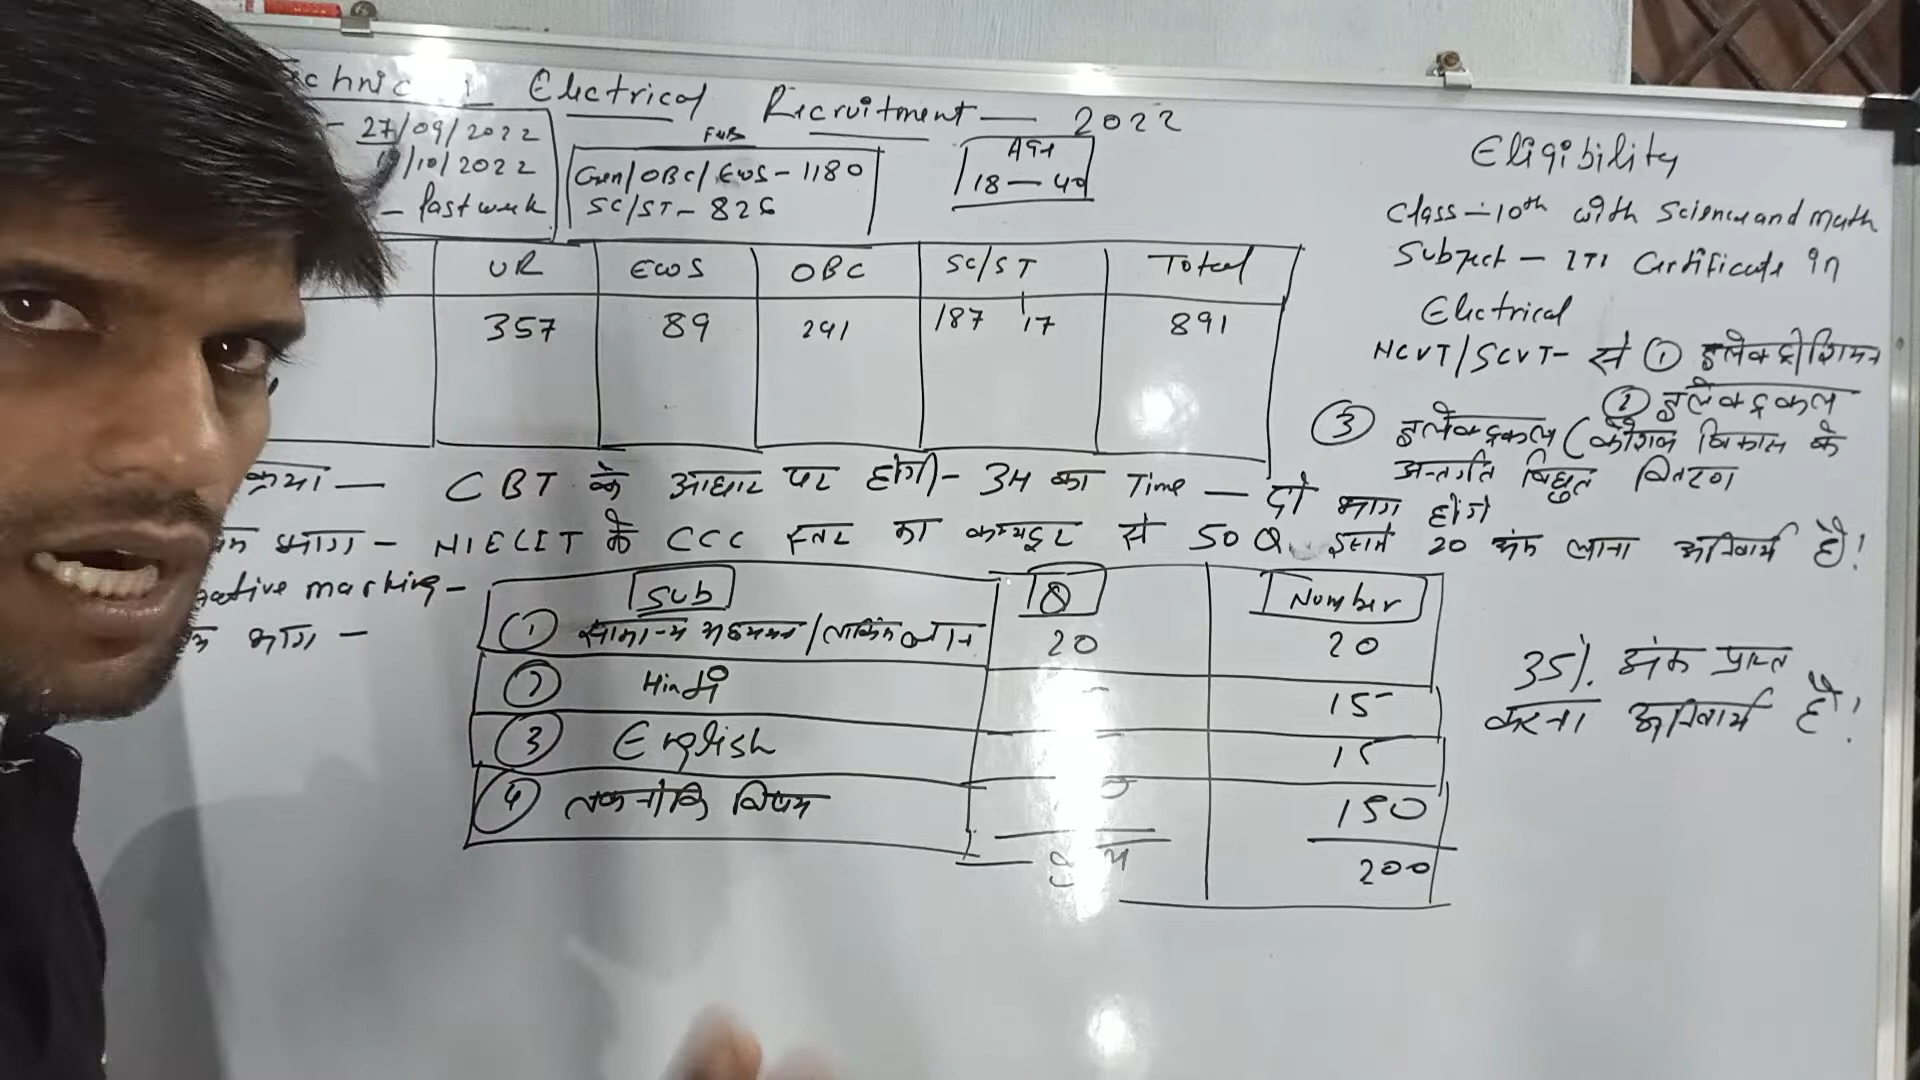 Electrical Recruitment — 2022
- 27/09/2022
/10/2022
- Last week
Gen/OBC/EWS - 1180
SC/ST - 826
Age
18 — 40
UR EWS OBC SC/ST Total
357 89 241 187 17 891
Eligibility
Class - 10th with Science and math
Subject - ITI Certificate in
Electrical
NCVT/SCVT - से ① इलेक्ट्रीशियन
② इलेक्ट्रिकल
③ इलेक्ट्रिकल (कौशल विकास के
अन्तर्गत विद्युत वितरण
— CBT के आधार पर होगी - 3H का Time — दो भाग होंगे
भाग - NIELIT के CCC स्तर का कम्प्यूटर से 50 Q. इसमें 20 अंक लाना अनिवार्य है!
marking -
भाग -
Sub Q Number
① सामान्य अध्ययन/तार्किक ज्ञान 20 20
② Hindi 15
③ English 15
④ तकनीकि विषय 150
200
35% अंक प्राप्त
करना अनिवार्य है!